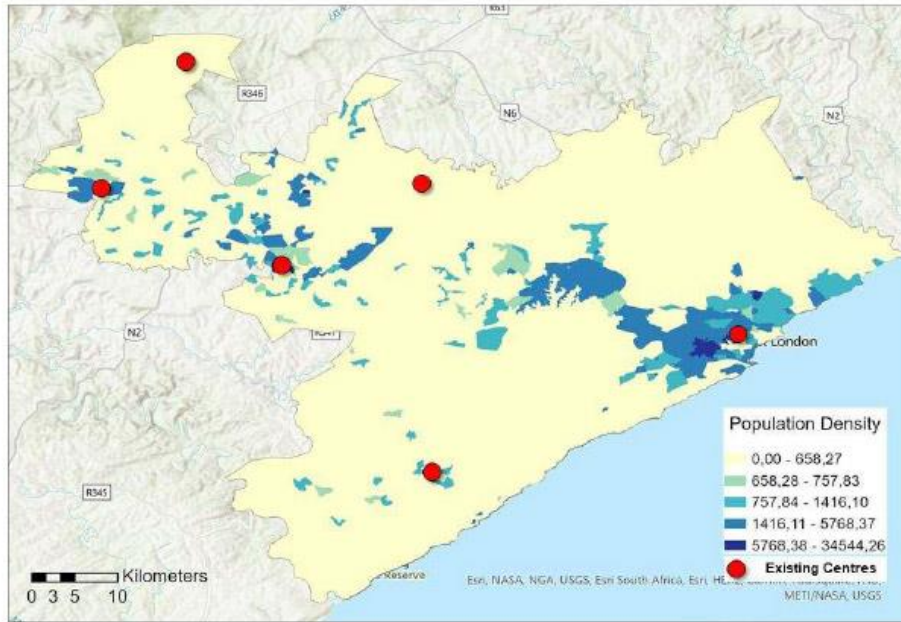 R63
R346
N6
N2
N2
London
R345
Population Density
0,00 - 658,27
658,28 - 757,83
757,84 - 1416,10
1416,11 - 5768,37
5768,38 - 34544,26
Existing Centres
Kilometers
0 3 5 10
Reserve
Esri, NASA, NGA, USGS, Esri South Africa, Esri,
METI/NASA, USGS